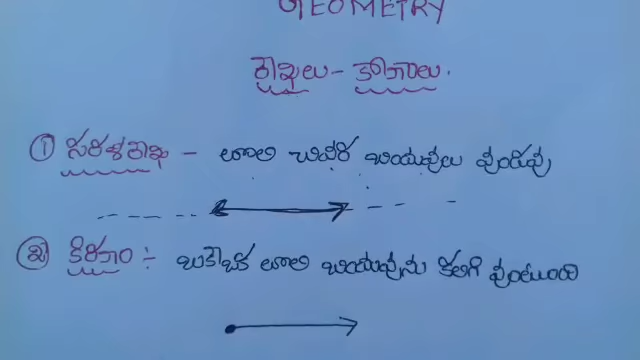 GEOMETRY
రేఖలు - కోణాలు.
① సరళరేఖ - తొలి చివరి బిందువులు వుండవు
② కిరణం :- ఒకేఒక తొలి బిందువును కలిగి వుంటుంది